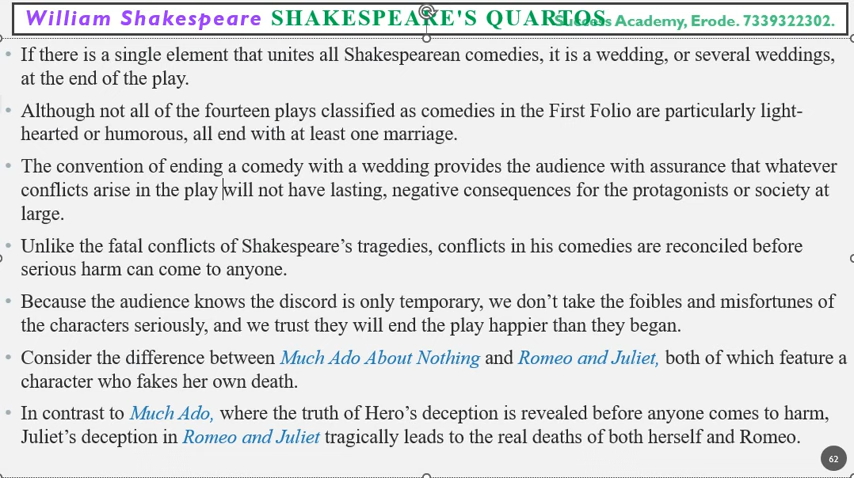 William Shakespeare SHAKESPEARE'S QUARTOS Success Academy, Erode. 7339322302.
• If there is a single element that unites all Shakespearean comedies, it is a wedding, or several weddings,
at the end of the play.
• Although not all of the fourteen plays classified as comedies in the First Folio are particularly light-
hearted or humorous, all end with at least one marriage.
• The convention of ending a comedy with a wedding provides the audience with assurance that whatever
conflicts arise in the play will not have lasting, negative consequences for the protagonists or society at
large.
• Unlike the fatal conflicts of Shakespeare’s tragedies, conflicts in his comedies are reconciled before
serious harm can come to anyone.
• Because the audience knows the discord is only temporary, we don’t take the foibles and misfortunes of
the characters seriously, and we trust they will end the play happier than they began.
• Consider the difference between Much Ado About Nothing and Romeo and Juliet, both of which feature a
character who fakes her own death.
• In contrast to Much Ado, where the truth of Hero’s deception is revealed before anyone comes to harm,
Juliet’s deception in Romeo and Juliet tragically leads to the real deaths of both herself and Romeo.
62